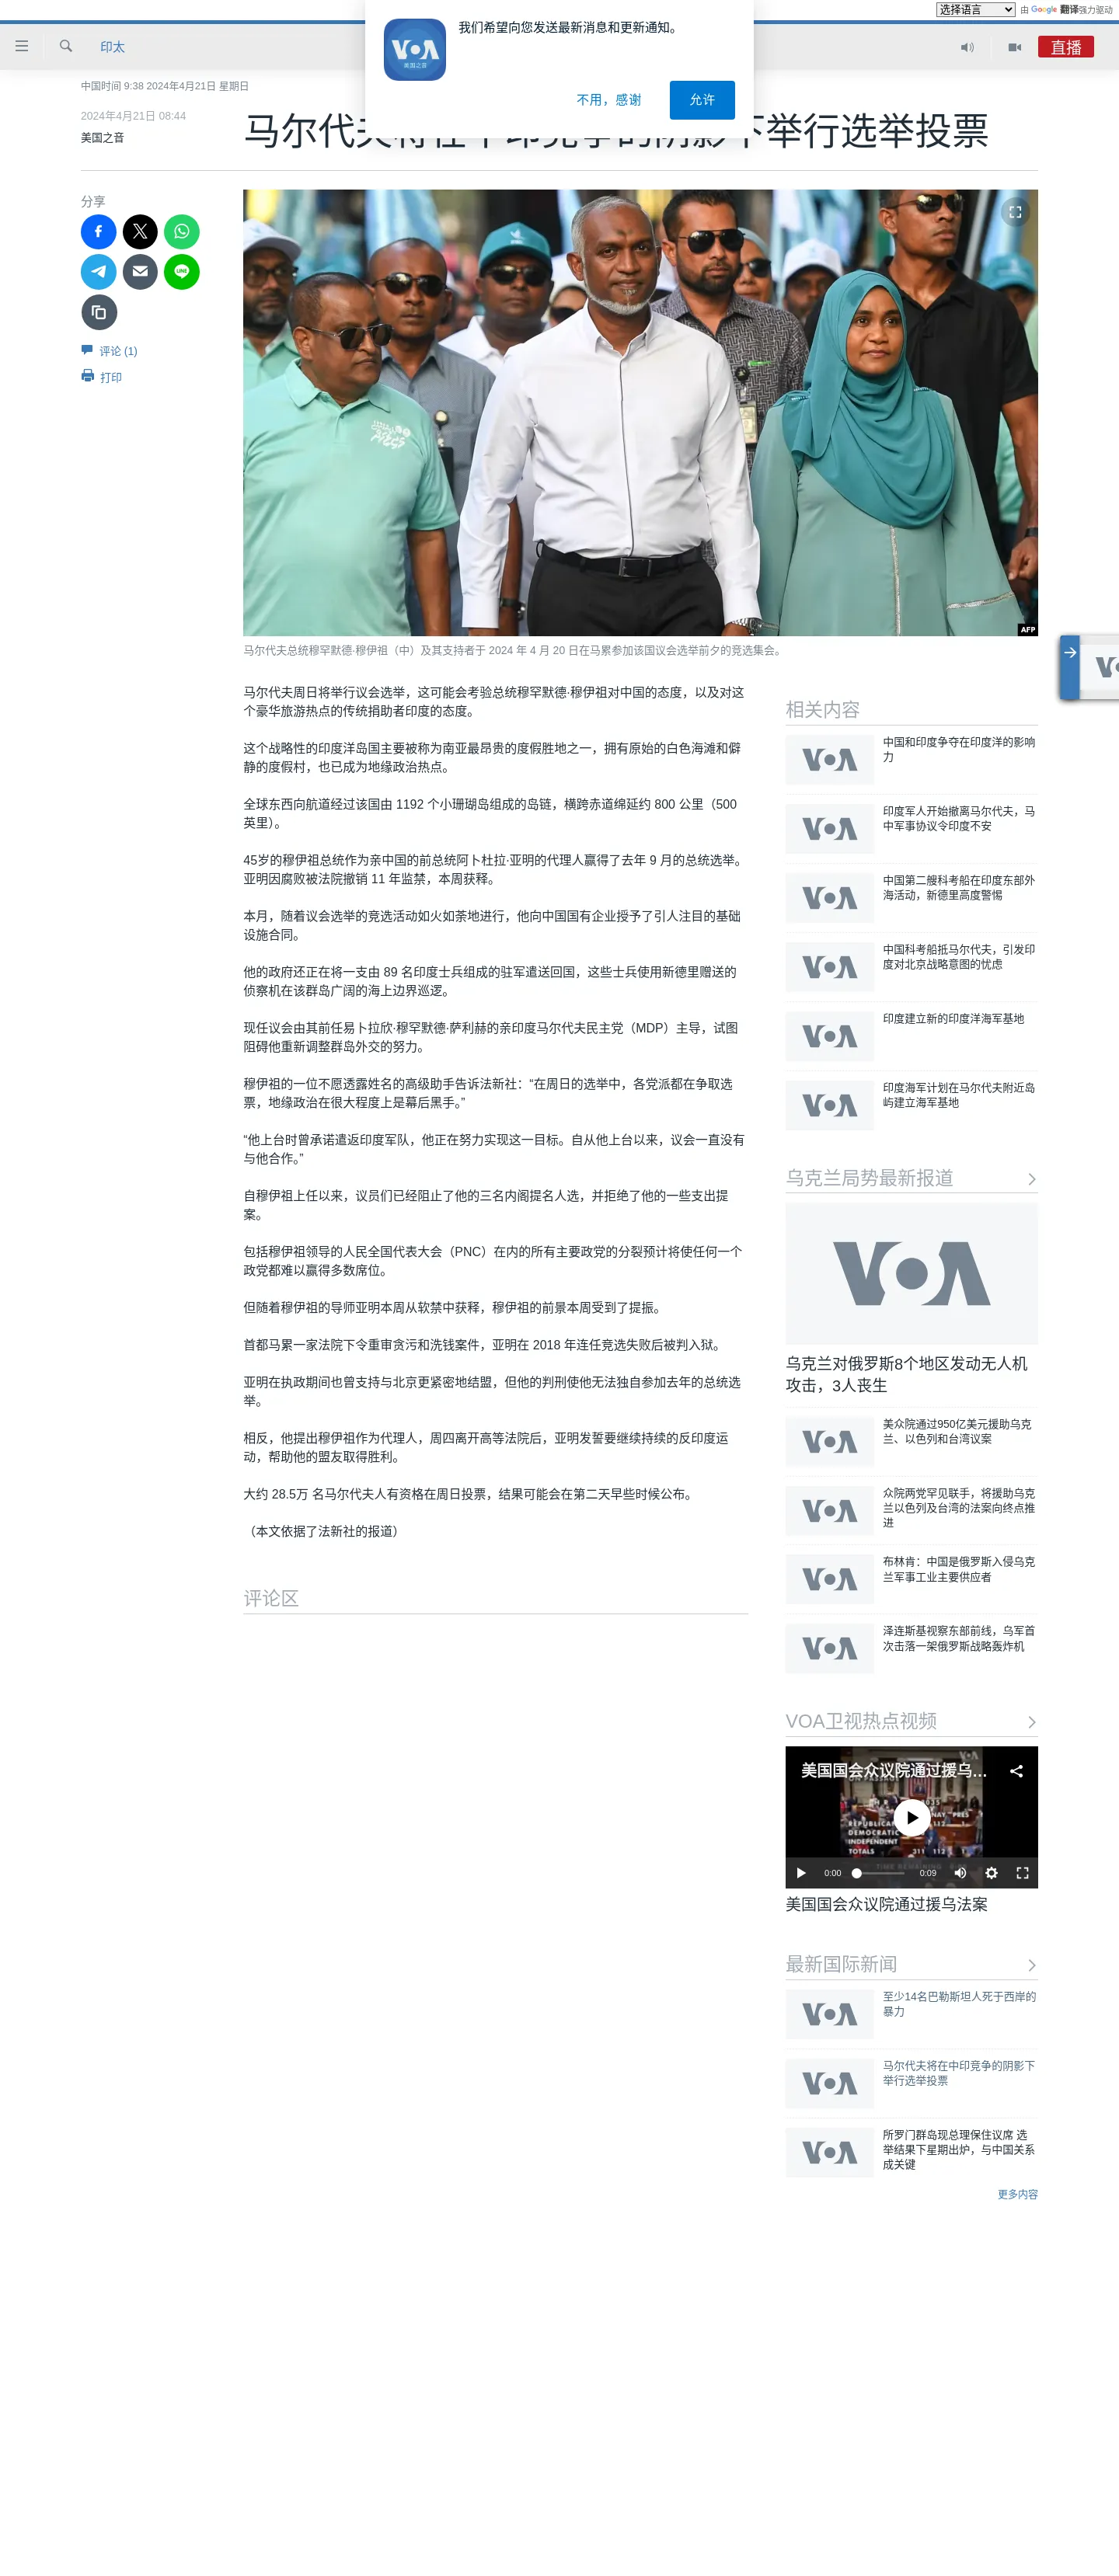 选择语言 由 Google 翻译强力驱动
我们希望向您发送最新消息和更新通知。
VOA
美国之音
不用，感谢
允许
印太
直播
中国时间 9:38 2024年4月21日 星期日
2024年4月21日 08:44
美国之音
马尔代夫 举行选举投票
分享
评论 (1)
打印
AFP
马尔代夫总统穆罕默德·穆伊祖（中）及其支持者于 2024 年 4 月 20 日在马累参加该国议会选举前夕的竞选集会。
马尔代夫周日将举行议会选举，这可能会考验总统穆罕默德·穆伊祖对中国的态度，以及对这
个豪华旅游热点的传统捐助者印度的态度。
这个战略性的印度洋岛国主要被称为南亚最昂贵的度假胜地之一，拥有原始的白色海滩和僻
静的度假村，也已成为地缘政治热点。
全球东西向航道经过该国由 1192 个小珊瑚岛组成的岛链，横跨赤道绵延约 800 公里（500
英里）。
45岁的穆伊祖总统作为亲中国的前总统阿卜杜拉·亚明的代理人赢得了去年 9 月的总统选举。
亚明因腐败被法院撤销 11 年监禁，本周获释。
本月，随着议会选举的竞选活动如火如荼地进行，他向中国国有企业授予了引人注目的基础
设施合同。
他的政府还正在将一支由 89 名印度士兵组成的驻军遣送回国，这些士兵使用新德里赠送的
侦察机在该群岛广阔的海上边界巡逻。
现任议会由其前任易卜拉欣·穆罕默德·萨利赫的亲印度马尔代夫民主党（MDP）主导，试图
阻碍他重新调整群岛外交的努力。
穆伊祖的一位不愿透露姓名的高级助手告诉法新社：“在周日的选举中，各党派都在争取选
票，地缘政治在很大程度上是幕后黑手。”
“他上台时曾承诺遣返印度军队，他正在努力实现这一目标。自从他上台以来，议会一直没有
与他合作。”
自穆伊祖上任以来，议员们已经阻止了他的三名内阁提名人选，并拒绝了他的一些支出提
案。
包括穆伊祖领导的人民全国代表大会（PNC）在内的所有主要政党的分裂预计将使任何一个
政党都难以赢得多数席位。
但随着穆伊祖的导师亚明本周从软禁中获释，穆伊祖的前景本周受到了提振。
首都马累一家法院下令重审贪污和洗钱案件，亚明在 2018 年连任竞选失败后被判入狱。
亚明在执政期间也曾支持与北京更紧密地结盟，但他的判刑使他无法独自参加去年的总统选
举。
相反，他提出穆伊祖作为代理人，周四离开高等法院后，亚明发誓要继续持续的反印度运
动，帮助他的盟友取得胜利。
大约 28.5万 名马尔代夫人有资格在周日投票，结果可能会在第二天早些时候公布。
（本文依据了法新社的报道）
评论区
相关内容
VOA
中国和印度争夺在印度洋的影响
力
VOA
印度军人开始撤离马尔代夫，马
中军事协议令印度不安
VOA
中国第二艘科考船在印度东部外
海活动，新德里高度警惕
VOA
中国科考船抵马尔代夫，引发印
度对北京战略意图的忧虑
VOA
印度建立新的印度洋海军基地
VOA
印度海军计划在马尔代夫附近岛
屿建立海军基地
乌克兰局势最新报道
VOA
乌克兰对俄罗斯8个地区发动无人机
攻击，3人丧生
VOA
美众院通过950亿美元援助乌克
兰、以色列和台湾议案
VOA
众院两党罕见联手，将援助乌克
兰以色列及台湾的法案向终点推
进
VOA
布林肯：中国是俄罗斯入侵乌克
兰军事工业主要供应者
VOA
泽连斯基视察东部前线，乌军首
次击落一架俄罗斯战略轰炸机
VOA卫视热点视频
VOA
美国国会众议院通过援乌...
REPUBLICAN
DEMOCRATIC
INDEPENDENT
TOTALS 311 112 1
TIME REMAINING
0:00
0:09
美国国会众议院通过援乌法案
最新国际新闻
VOA
至少14名巴勒斯坦人死于西岸的
暴力
VOA
马尔代夫将在中印竞争的阴影下
举行选举投票
VOA
所罗门群岛现总理保住议席 选
举结果下星期出炉，与中国关系
成关键
更多内容